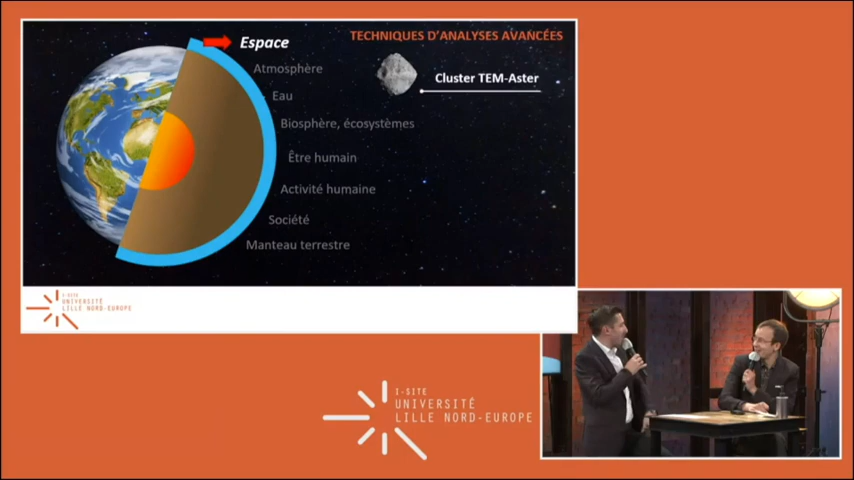 TECHNIQUES D'ANALYSES AVANCÉES
Espace
Atmosphère
Cluster TEM-Aster
Eau
Biosphère, écosystèmes
Être humain
Activité humaine
Société
Manteau terrestre
I-SITE
UNIVERSITÉ
LILLE NORD-EUROPE
I-SITE
UNIVERSITÉ
LILLE NORD-EUROPE